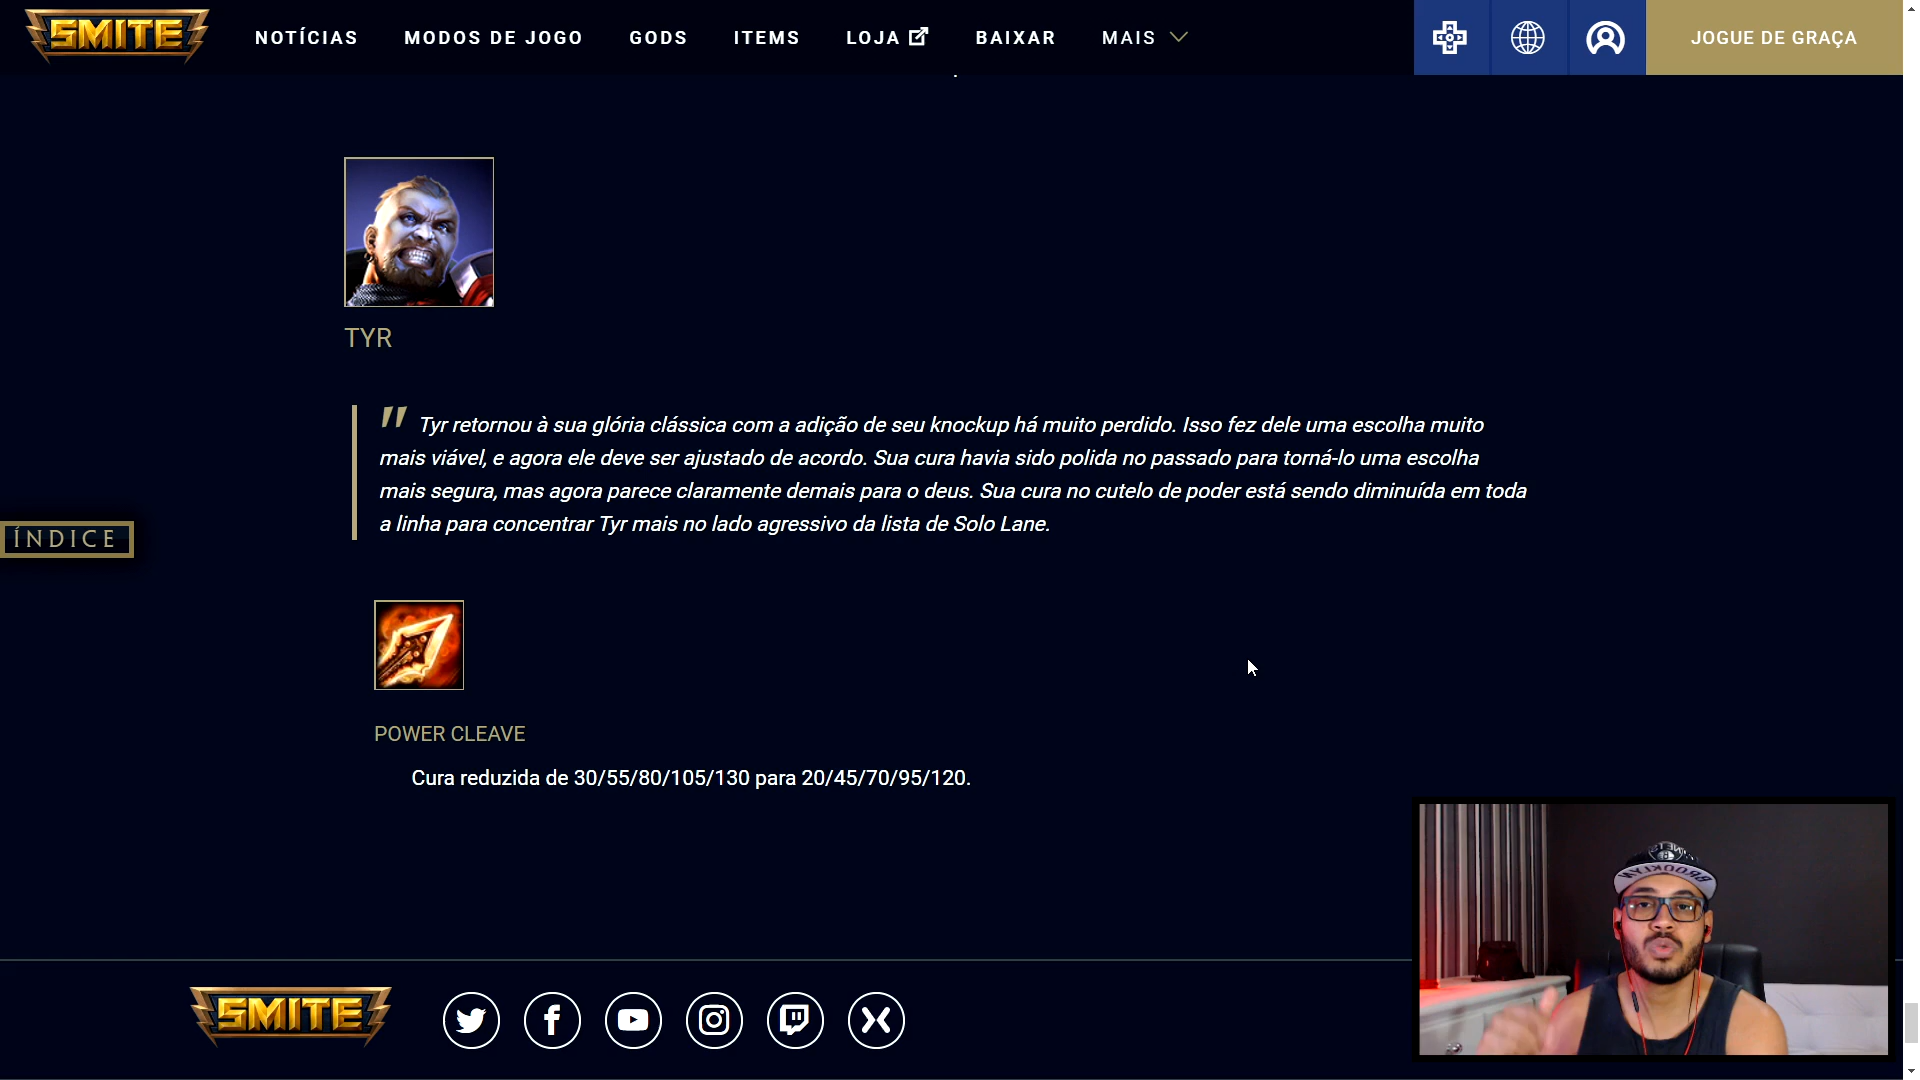 SMITE
NOTÍCIAS
MODOS DE JOGO
GODS
ITEMS
LOJA
BAIXAR
MAIS
JOGUE DE GRAÇA
TYR
" Tyr retornou à sua glória clássica com a adição de seu knockup há muito perdido. Isso fez dele uma escolha muito
mais viável, e agora ele deve ser ajustado de acordo. Sua cura havia sido polida no passado para torná-lo uma escolha
mais segura, mas agora parece claramente demais para o deus. Sua cura no cutelo de poder está sendo diminuída em toda
a linha para concentrar Tyr mais no lado agressivo da lista de Solo Lane.
ÍNDICE
POWER CLEAVE
Cura reduzida de 30/55/80/105/130 para 20/45/70/95/120.
BROOKLYN
SMITE